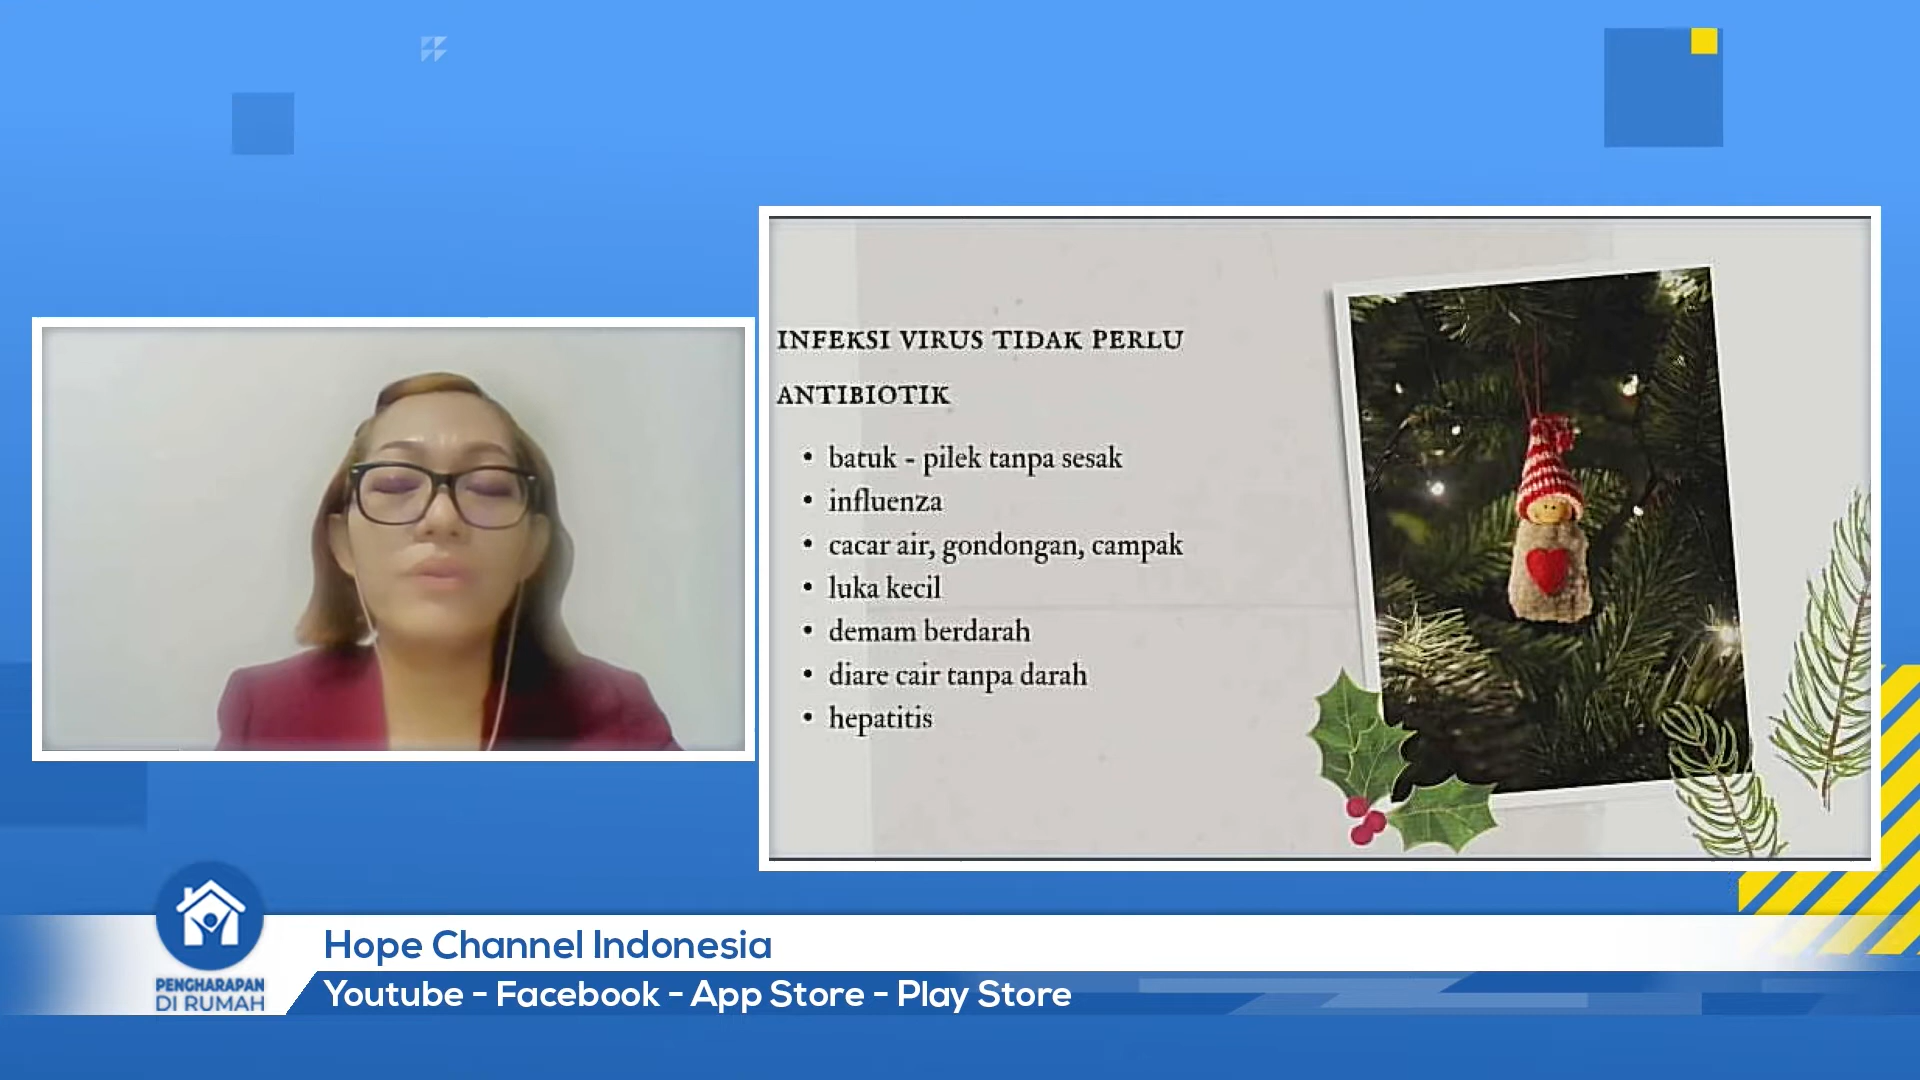 INFEKSI VIRUS TIDAK PERLU
ANTIBIOTIK
• batuk - pilek tanpa sesak
• influenza
• cacar air, gondongan, campak
• luka kecil
• demam berdarah
• diare cair tanpa darah
• hepatitis
PENGHARAPAN
DI RUMAH
Hope Channel Indonesia
Youtube - Facebook - App Store - Play Store